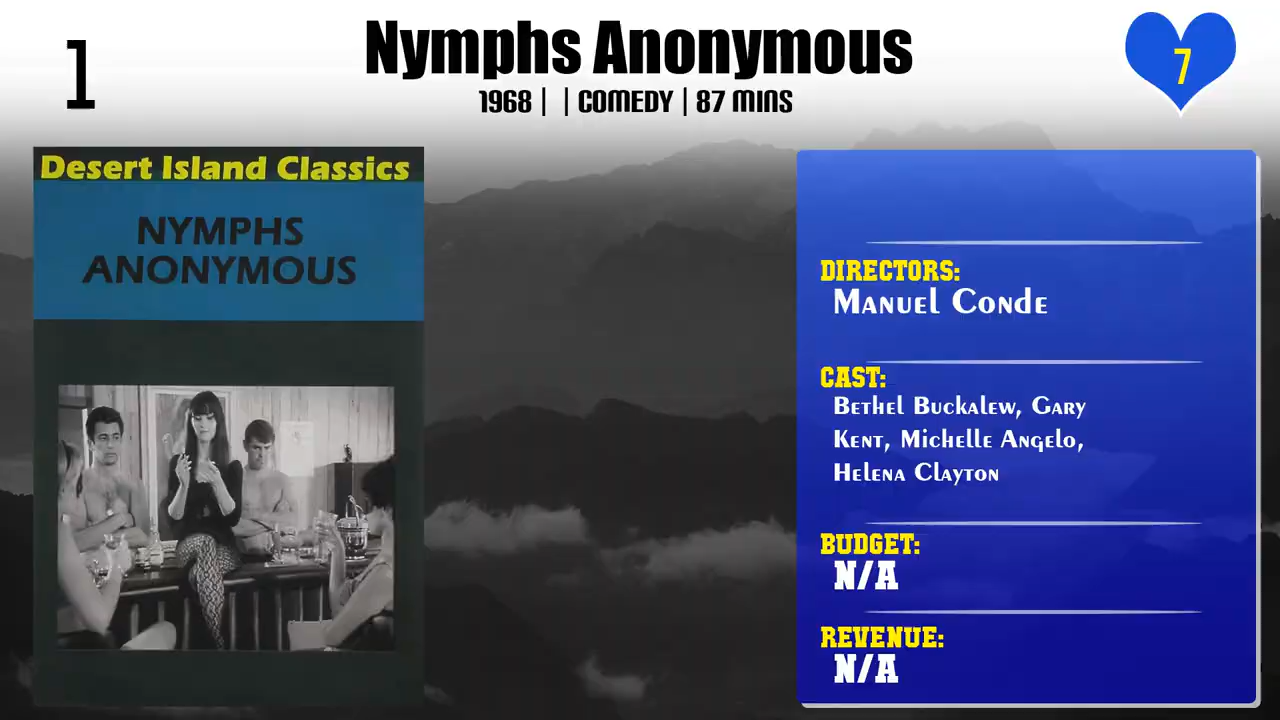 1
Nymphs Anonymous
1968 | | COMEDY | 87 MINS
7
Desert Island Classics
NYMPHS
ANONYMOUS
DIRECTORS:
Manuel Conde
CAST:
Bethel Buckalew, Gary
Kent, Michelle Angelo,
Helena Clayton
BUDGET:
N/A
REVENUE:
N/A